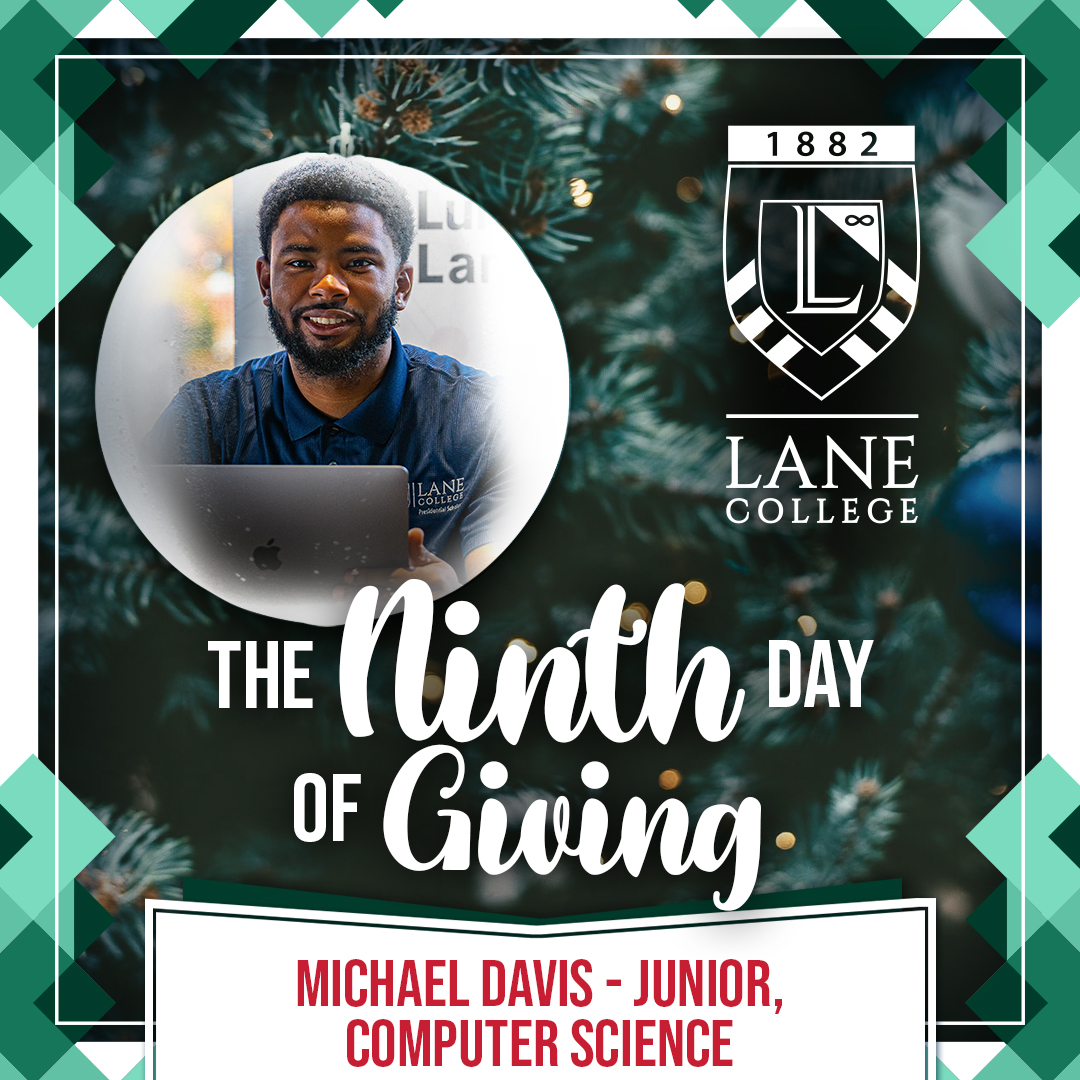 1882
L
∞
LANE
COLLEGE
LANE
COLLEGE
THE Ninth DAY
OF Giving
MICHAEL DAVIS - JUNIOR,
COMPUTER SCIENCE